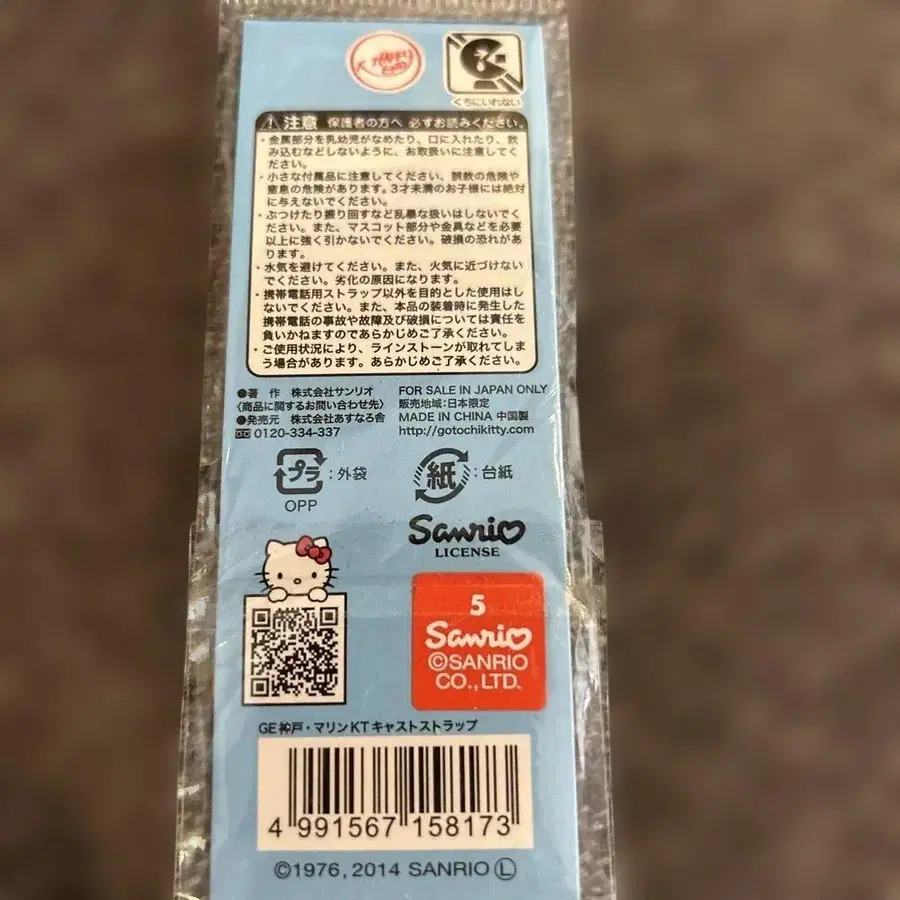 くちにいれない
注意 保護者の方へ 必ずお読みください。
・金属部分を乳幼児がなめたり、口に入れたり、飲
み込むなどしないように、お取扱いに注意してく
ださい。
・小さな付属品に注意してください、誤飲の危険や
窒息の危険があります。3才未満のお子様には絶対
に与えないでください。
・ぶつけたり振り回すなど乱暴な扱いはしないでく
ださい。また、マスコット部分や金具などを必要
以上に強く引かないでください。破損の恐れがあ
ります。
・水気を避けてください。また、火気に近づけない
でください。劣化の原因になります。
・携帯電話用ストラップ以外を目的とした使用はし
ないでください。また、本品の装着時に発生した
携帯電話の事故や故障及び破損については責任を
負いかねますのであらかじめご了承ください。
・ご使用状況により、ラインストーンが取れてしま
う場合があります。あらかじめご了承ください。
●著 作 株式会社サンリオ
〈商品に関するお問い合わせ先〉
●発売元 株式会社あすなろ舎
0120-334-337
FOR SALE IN JAPAN ONLY
販売地域:日本限定
MADE IN CHINA 中国製
http://gotochikitty.com
プラ:外袋
OPP
紙:台紙
Sanrio
LICENSE
5
Sanrio
©SANRIO
CO.,LTD.
GE神戸・マリンKTキャストストラップ
4 991567 158173
©1976, 2014 SANRIO Ⓛ